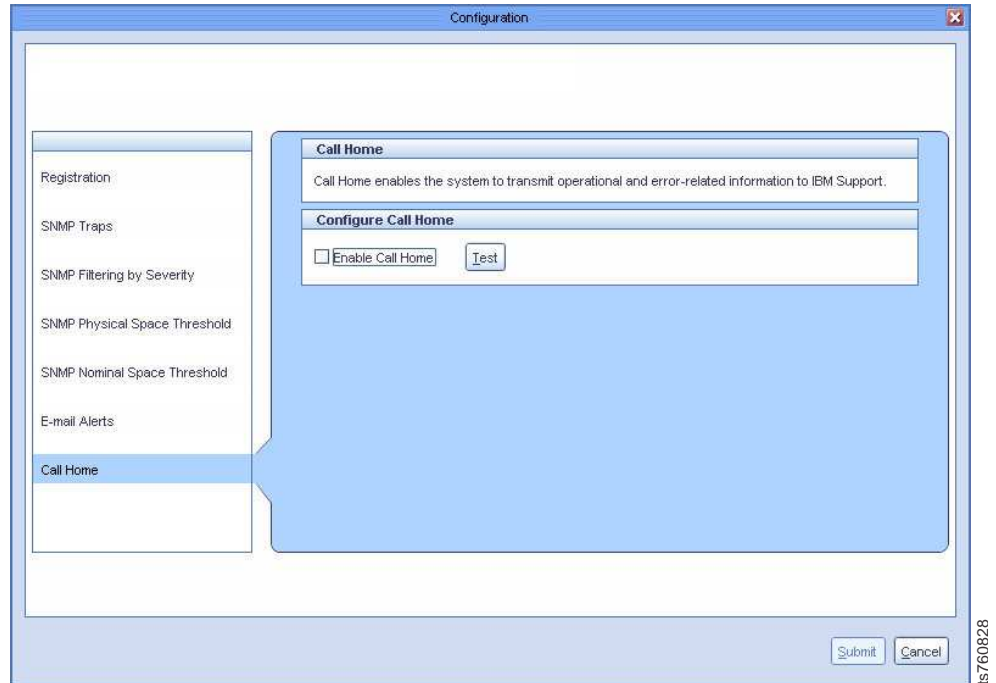 Configuration
Registration
SNMP Traps
SNMP Filtering by Severity
SNMP Physical Space Threshold
SNMP Nominal Space Threshold
E-mail Alerts
Call Home
Call Home
Call Home enables the system to transmit operational and error-related information to IBM Support.
Configure Call Home
Enable Call Home
Test
Submit
Cancel
ts760828